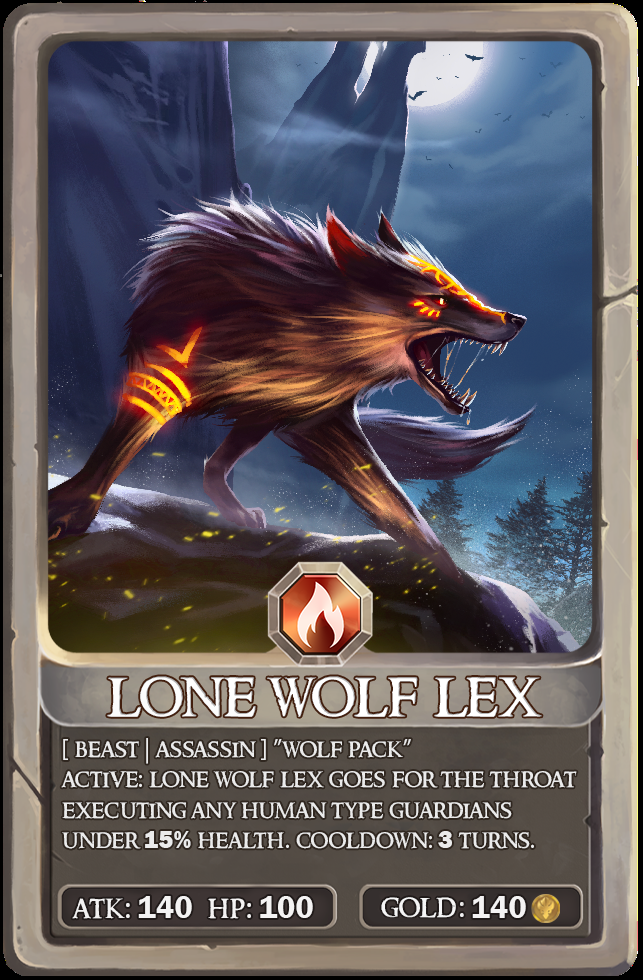 LONE WOLF LEX
[ BEAST | ASSASSIN ] "WOLF PACK"
ACTIVE: LONE WOLF LEX GOES FOR THE THROAT
EXECUTING ANY HUMAN TYPE GUARDIANS
UNDER 15% HEALTH. COOLDOWN: 3 TURNS.
ATK: 140 HP: 100 GOLD: 140